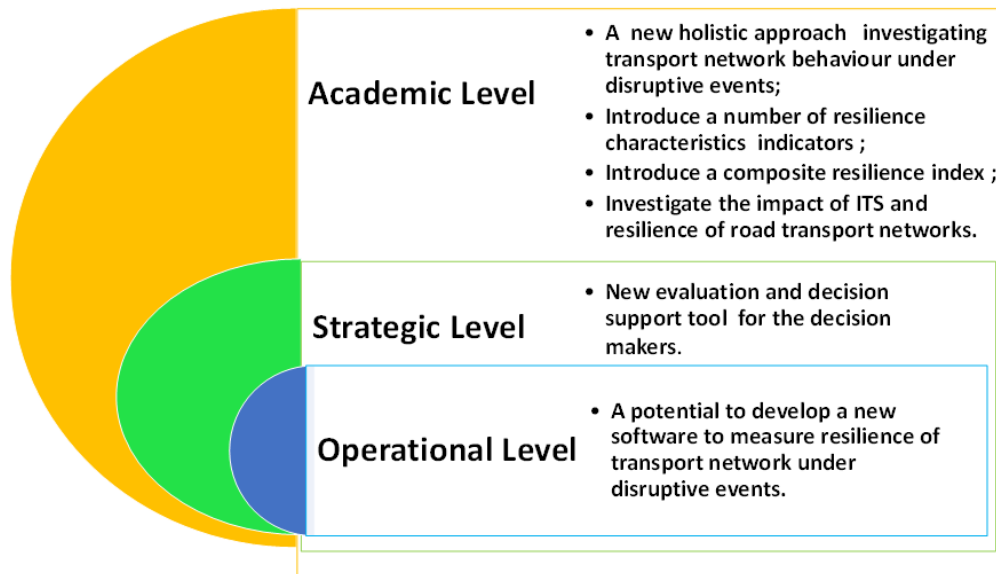 Academic Level
• A new holistic approach investigating
transport network behaviour under
disruptive events;
• Introduce a number of resilience
characteristics indicators ;
• Introduce a composite resilience index ;
• Investigate the impact of ITS and
resilience of road transport networks.
Strategic Level
• New evaluation and decision
support tool for the decision
makers.
Operational Level
• A potential to develop a new
software to measure resilience of
transport network under
disruptive events.